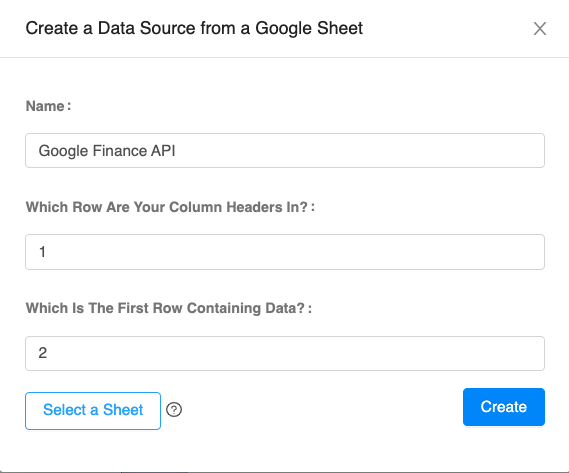 Create a Data Source from a Google Sheet
Name:
Google Finance API
Which Row Are Your Column Headers In?:
1
Which Is The First Row Containing Data?:
2
Select a Sheet ?
Create